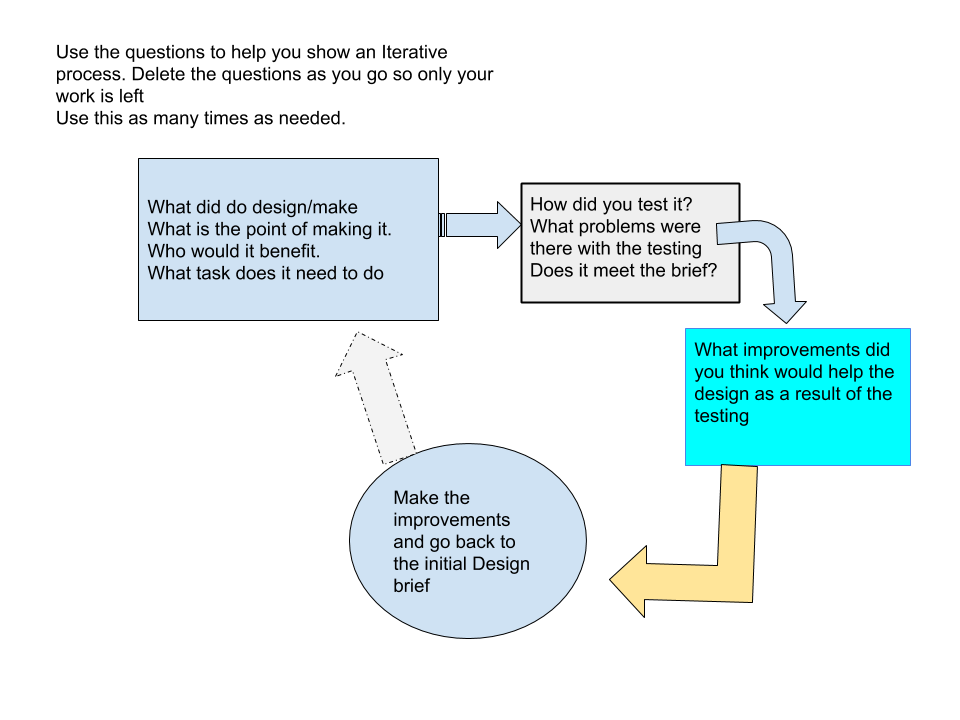 Use the questions to help you show an Iterative
process. Delete the questions as you go so only your
work is left
Use this as many times as needed.
What did do design/make
What is the point of making it.
Who would it benefit.
What task does it need to do
How did you test it?
What problems were
there with the testing
Does it meet the brief?
What improvements did
you think would help the
design as a result of the
testing
Make the
improvements
and go back to
the initial Design
brief